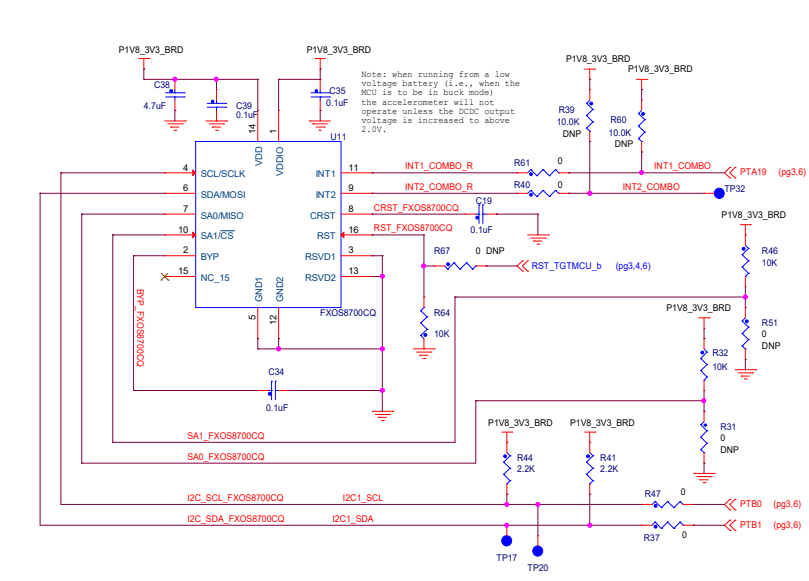 P1V8_3V3_BRD
P1V8_3V3_BRD
P1V8_3V3_BRD
P1V8_3V3_BRD
Note: when running from a low
voltage battery (i.e., when the
MCU is to be in buck mode)
the accelerometer will not
operate unless the DCDC output
voltage is increased to above
2.0V.
C38
4.7uF
C39
0.1uF
C35
0.1uF
R39
10.0K
DNP
R60
10.0K
DNP
14
1
U11
VDD
VDDIO
4 SCL/SCLK
6 SDA/MOSI
7 SA0/MISO
10 SA1/CS
2 BYP
15 NC_15
INT1 11
INT2 9
CRST 8
RST 16
RSVD1 3
RSVD2 13
GND1
GND2
5
12
FXOS8700CQ
INT1_COMBO_R R61 0 INT1_COMBO PTA19 (pg3,6)
INT2_COMBO_R R40 0 INT2_COMBO TP32
CRST_FXOS8700CQ C19
0.1uF
RST_FXOS8700CQ
R67 0 DNP
RST_TGTMCU_b (pg3,4,6)
R64
10K
P1V8_3V3_BRD
R46
10K
R51
0
DNP
P1V8_3V3_BRD
R32
10K
R31
0
DNP
BYP_FXOS8700CQ
C34
0.1uF
SA1_FXOS8700CQ
SA0_FXOS8700CQ
P1V8_3V3_BRD
P1V8_3V3_BRD
R44
2.2K
R41
2.2K
I2C_SCL_FXOS8700CQ I2C1_SCL R47 0 PTB0 (pg3,6)
I2C_SDA_FXOS8700CQ I2C1_SDA R37 0 PTB1 (pg3,6)
TP17
TP20